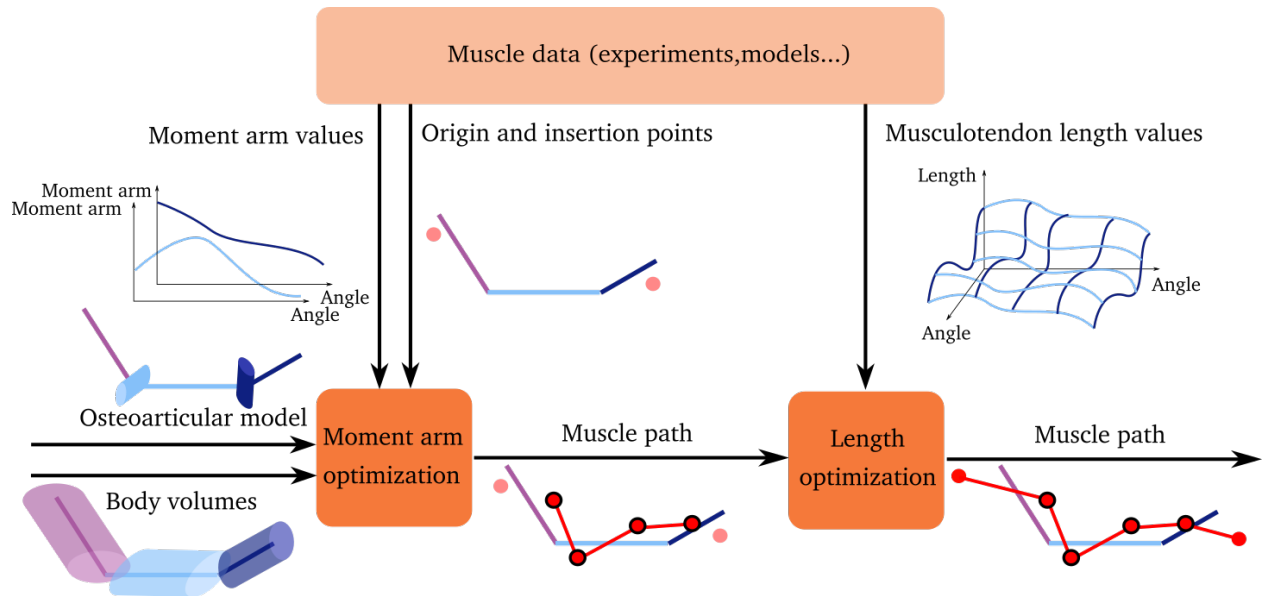 Muscle data (experiments,models...)
Moment arm values
Origin and insertion points
Musculotendon length values
Moment arm
Moment arm
Angle
Angle
Length
Angle
Angle
Osteoarticular model
Body volumes
Moment arm
optimization
Muscle path
Length
optimization
Muscle path